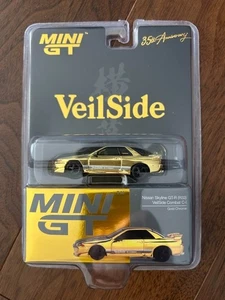 MINI
GT
35th Anniversary
VeilSide
MINI
GT
Nissan Skyline GT-R (R32)
VeilSide Combat S-I